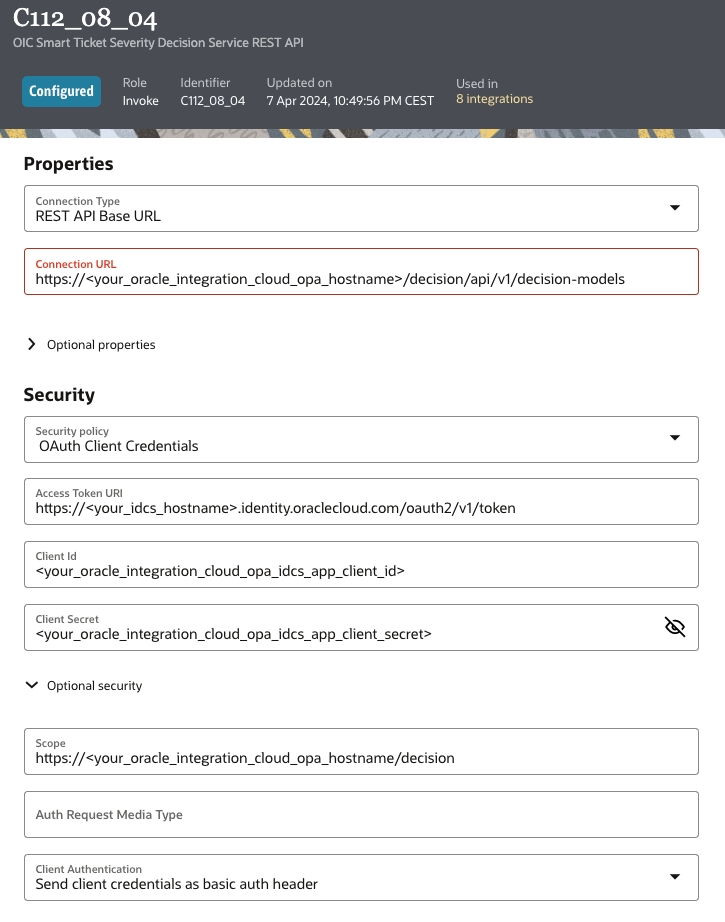 C112_08_04
OIC Smart Ticket Severity Decision Service REST API
Configured
Role
Invoke
Identifier
C112_08_04
Updated on
7 Apr 2024, 10:49:56 PM CEST
Used in
8 integrations
Properties
Connection Type
REST API Base URL
Connection URL
https://<your_oracle_integration_cloud_opa_hostname>/decision/api/v1/decision-models
Optional properties
Security
Security policy
OAuth Client Credentials
Access Token URI
https://<your_idcs_hostname>.identity.oraclecloud.com/oauth2/v1/token
Client Id
<your_oracle_integration_cloud_opa_idcs_app_client_id>
Client Secret
<your_oracle_integration_cloud_opa_idcs_app_client_secret>
Optional security
Scope
https://<your_oracle_integration_cloud_opa_hostname/decision
Auth Request Media Type
Client Authentication
Send client credentials as basic auth header